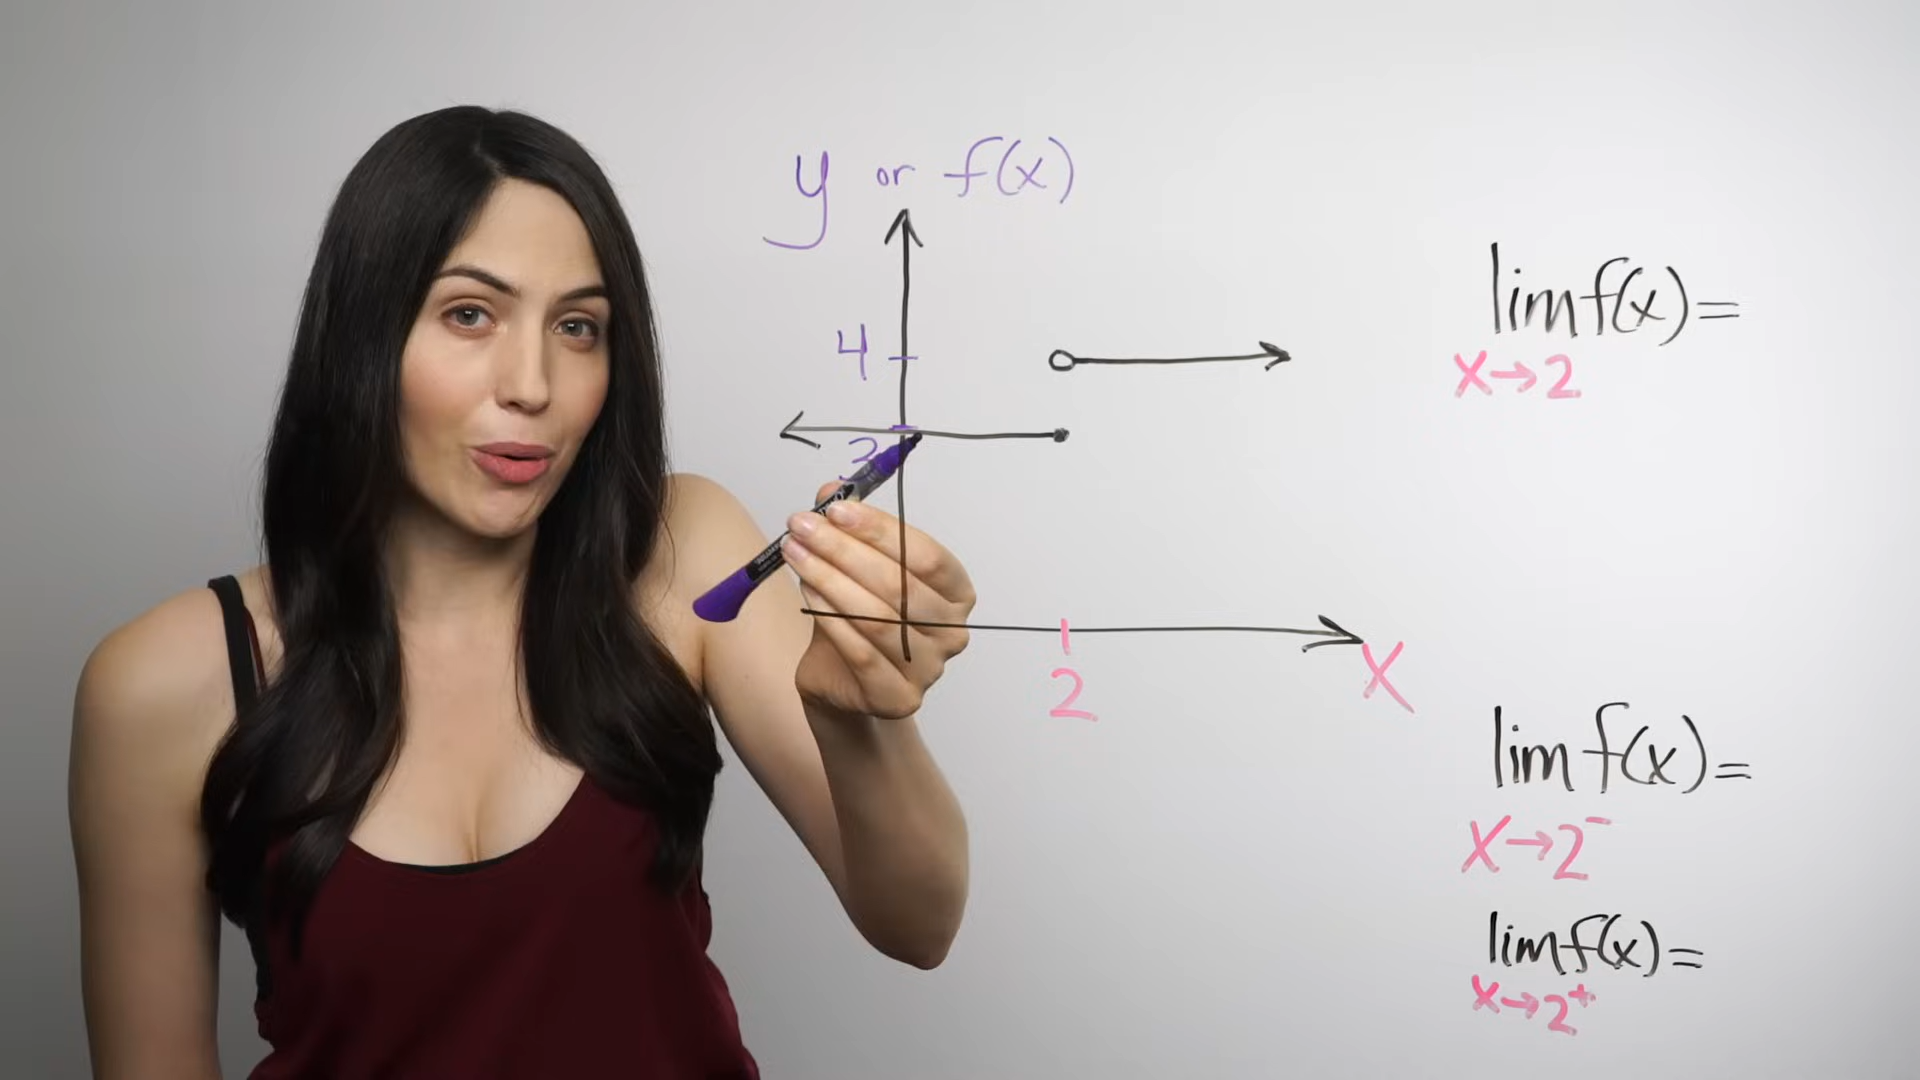 y or f(x)
4
3
2
x
lim f(x) =
x→2
lim f(x) =
x→2⁻
lim f(x) =
x→2⁺